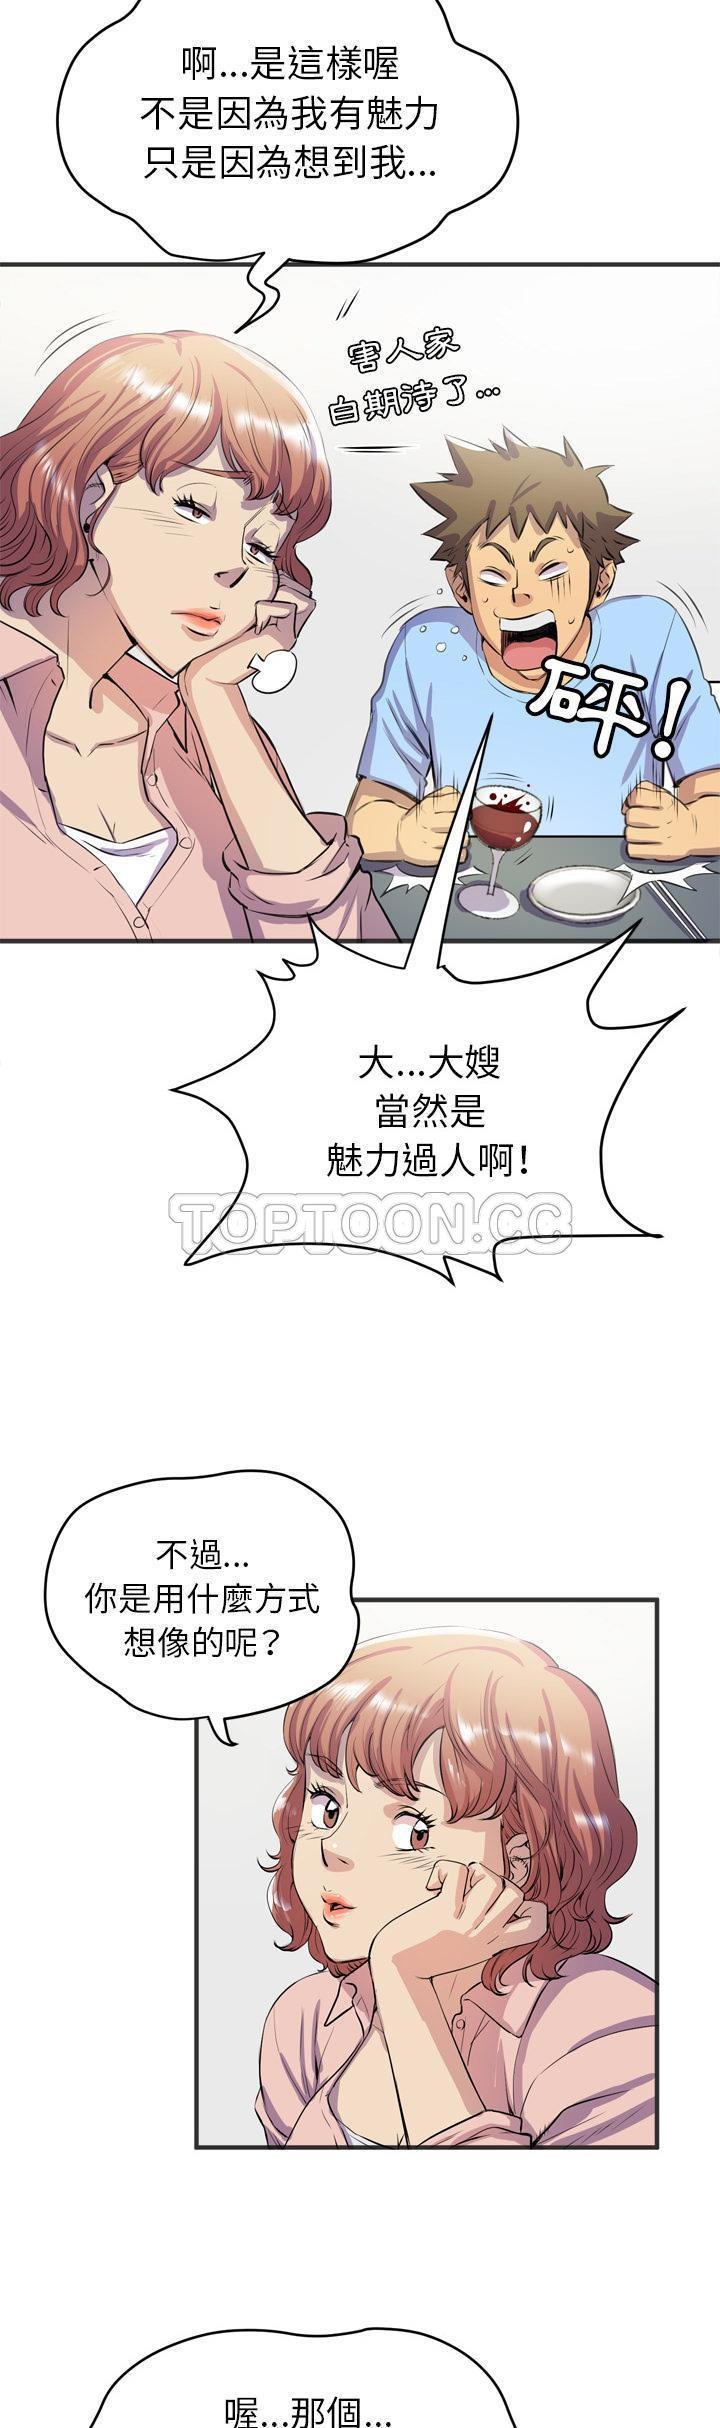 啊...是這樣喔
不是因為我有魅力
只是因為想到我...
害人家
白期待了...
砰!
大...大嫂
當然是
魅力過人啊!
TOPTOON.CC
不過...
你是用什麼方式
想像的呢?
喔...那個...